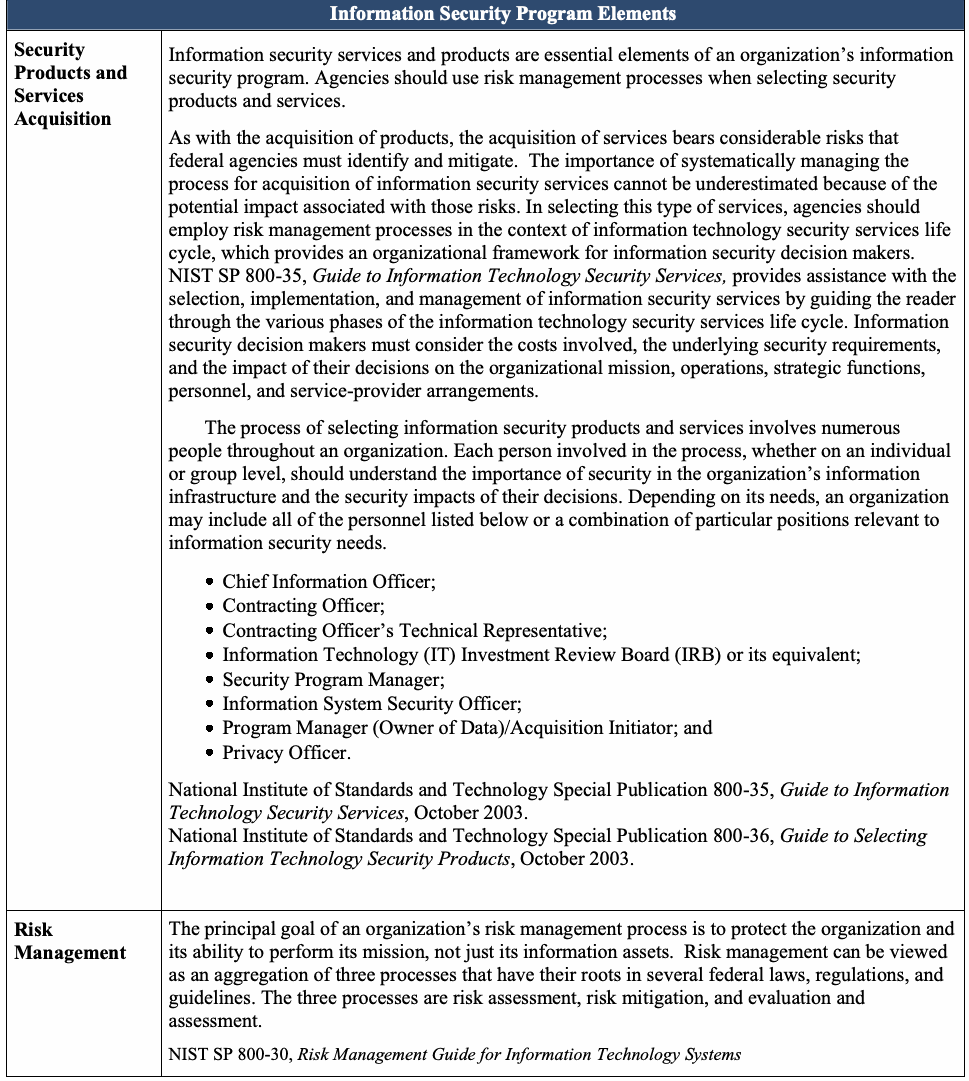 Information Security Program Elements
Security
Products and
Services
Acquisition
Information security services and products are essential elements of an organization’s information
security program. Agencies should use risk management processes when selecting security
products and services.
As with the acquisition of products, the acquisition of services bears considerable risks that
federal agencies must identify and mitigate.  The importance of systematically managing the
process for acquisition of information security services cannot be underestimated because of the
potential impact associated with those risks. In selecting this type of services, agencies should
employ risk management processes in the context of information technology security services life
cycle, which provides an organizational framework for information security decision makers.
NIST SP 800-35, Guide to Information Technology Security Services, provides assistance with the
selection, implementation, and management of information security services by guiding the reader
through the various phases of the information technology security services life cycle. Information
security decision makers must consider the costs involved, the underlying security requirements,
and the impact of their decisions on the organizational mission, operations, strategic functions,
personnel, and service-provider arrangements.
The process of selecting information security products and services involves numerous
people throughout an organization. Each person involved in the process, whether on an individual
or group level, should understand the importance of security in the organization’s information
infrastructure and the security impacts of their decisions. Depending on its needs, an organization
may include all of the personnel listed below or a combination of particular positions relevant to
information security needs.
• Chief Information Officer;
• Contracting Officer;
• Contracting Officer’s Technical Representative;
• Information Technology (IT) Investment Review Board (IRB) or its equivalent;
• Security Program Manager;
• Information System Security Officer;
• Program Manager (Owner of Data)/Acquisition Initiator; and
• Privacy Officer.
National Institute of Standards and Technology Special Publication 800-35, Guide to Information
Technology Security Services, October 2003.
National Institute of Standards and Technology Special Publication 800-36, Guide to Selecting
Information Technology Security Products, October 2003.
Risk
Management
The principal goal of an organization’s risk management process is to protect the organization and
its ability to perform its mission, not just its information assets.  Risk management can be viewed
as an aggregation of three processes that have their roots in several federal laws, regulations, and
guidelines. The three processes are risk assessment, risk mitigation, and evaluation and
assessment.
NIST SP 800-30, Risk Management Guide for Information Technology Systems